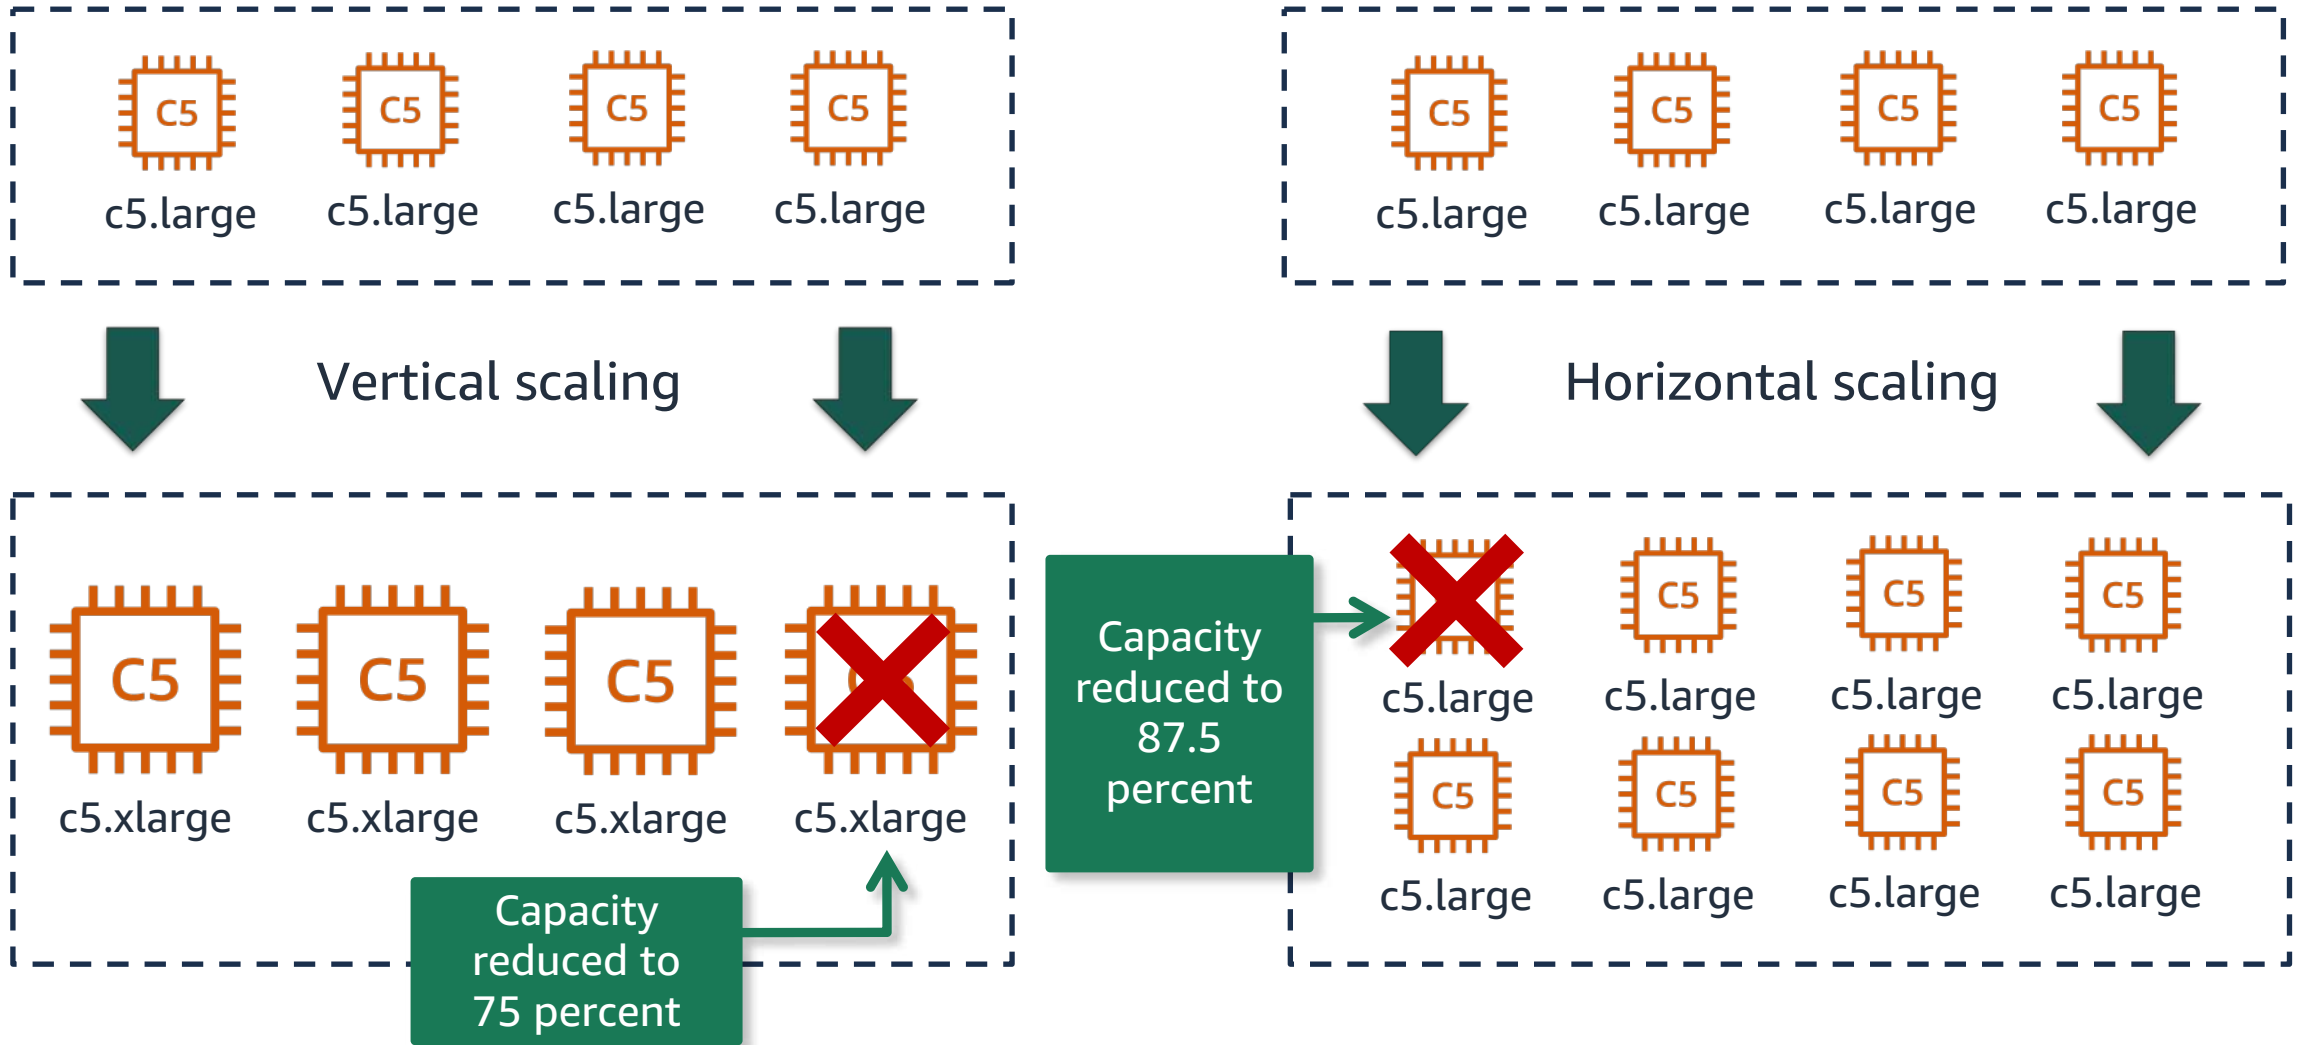 C5 C5 C5 C5
c5.large c5.large c5.large c5.large
Vertical scaling
C5 C5 C5
c5.xlarge c5.xlarge c5.xlarge c5.xlarge
Capacity
reduced to
75 percent
C5 C5 C5 C5
c5.large c5.large c5.large c5.large
Horizontal scaling
Capacity
reduced to
87.5
percent
C5 C5 C5
c5.large c5.large c5.large c5.large
C5 C5 C5 C5
c5.large c5.large c5.large c5.large